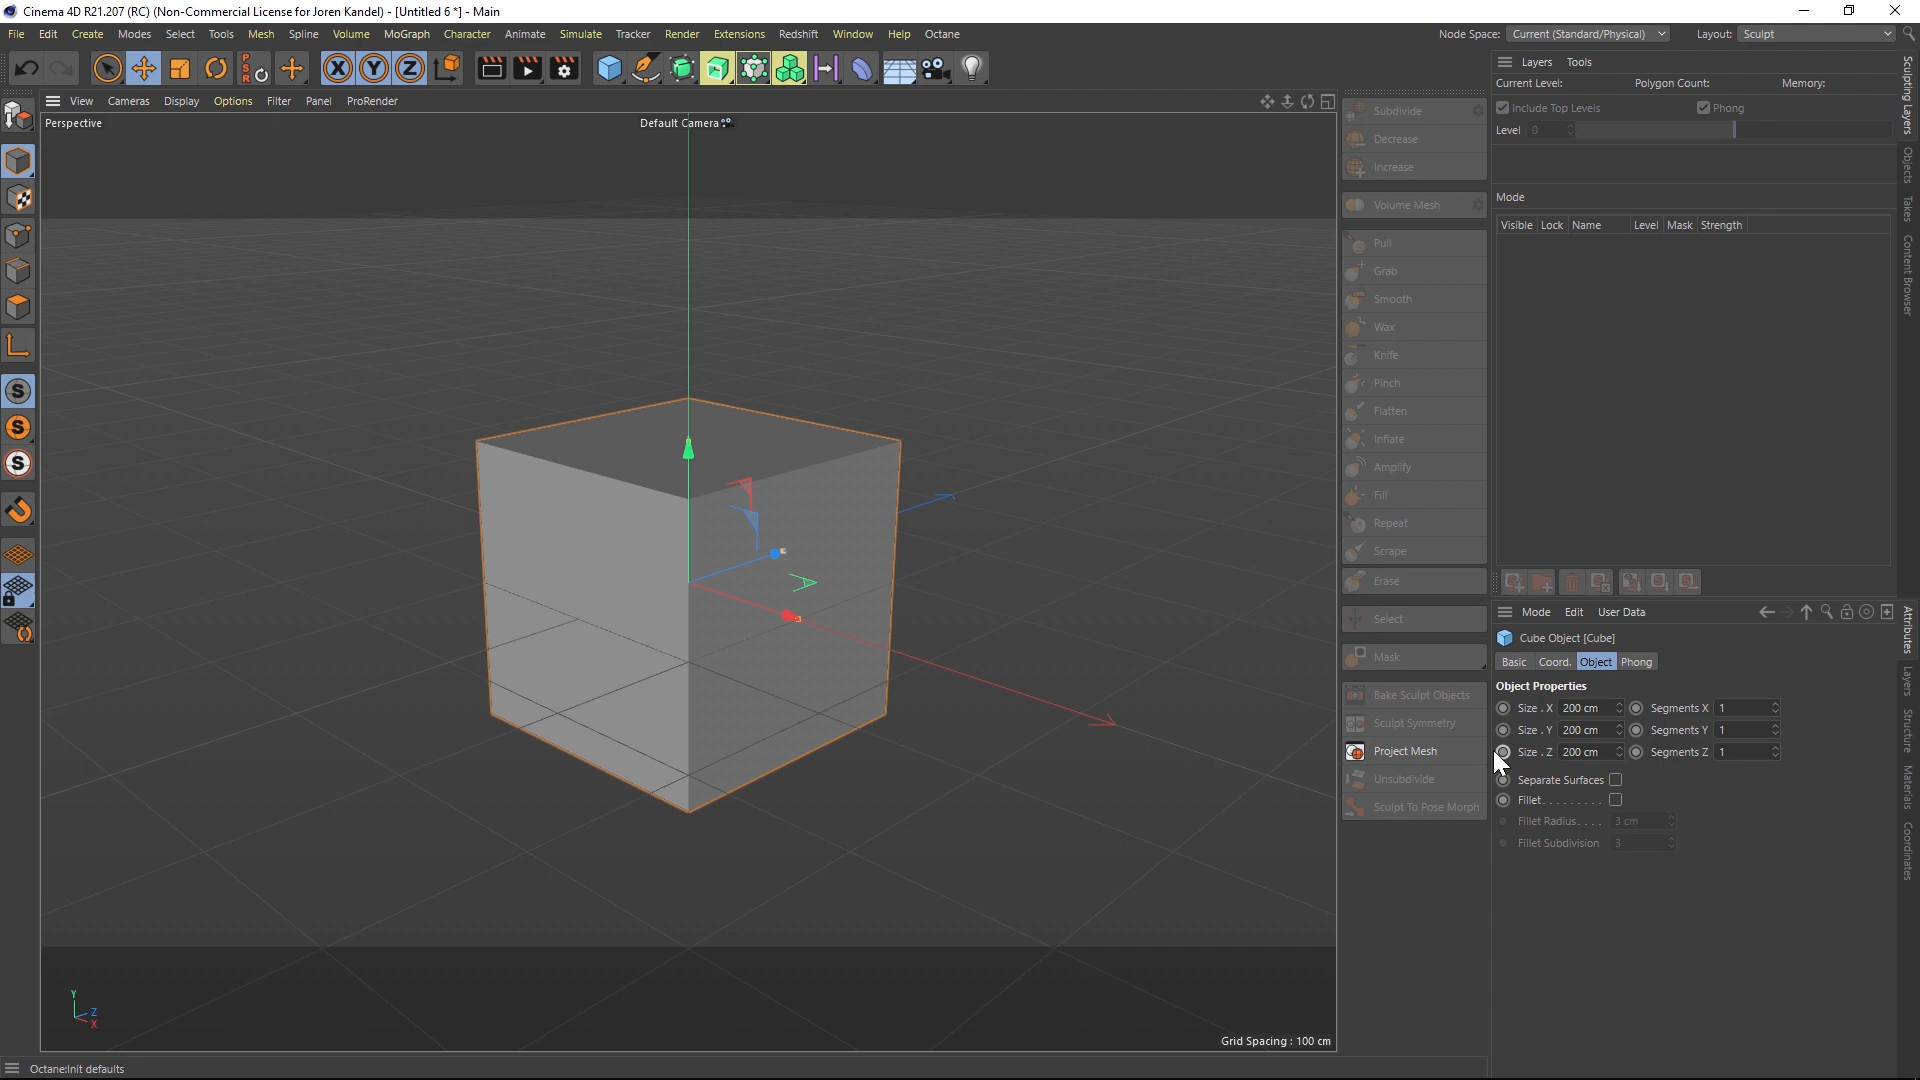 Cinema 4D R21.207 (RC) (Non-Commercial License for Joren Kandel) - [Untitled 6 *] - Main
File Edit Create Modes Select Tools Mesh Spline Volume MoGraph Character Animate Simulate Tracker Render Extensions Redshift Window Help Octane Node Space: Current (Standard/Physical) Layout: Sculpt
PSR X Y Z
View Cameras Display Options Filter Panel ProRender
Perspective
Default Camera
Subdivide
Decrease
Increase
Volume Mesh
Pull
Grab
Smooth
Wax
Knife
Pinch
Flatten
Inflate
Amplify
Fill
Repeat
Scrape
Erase
Select
Mask
Bake Sculpt Objects
Sculpt Symmetry
Project Mesh
Unsubdivide
Sculpt To Pose Morph
Layers Tools
Current Level: Polygon Count: Memory:
Include Top Levels Phong
Level 0
Mode
Visible Lock Name Level Mask Strength
Mode Edit User Data
Cube Object [Cube]
Basic Coord. Object Phong
Object Properties
Size . X 200 cm Segments X 1
Size . Y 200 cm Segments Y 1
Size . Z 200 cm Segments Z 1
Separate Surfaces
Fillet . . . . . . . . .
Fillet Radius. . . . 3 cm
Fillet Subdivision 3
Sculpting Layers
Objects
Takes
Content Browser
Attributes
Layers
Structure
Materials
Coordinates
S
S
S
Y
Z
X
Grid Spacing : 100 cm
Octane:Init defaults